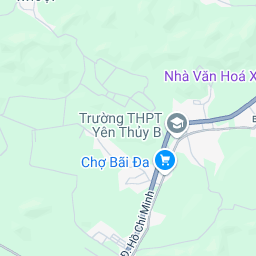 Nhà Văn Hoá X
Trường THPT
Yên Thủy B
Chợ Bãi Đa
Đ. Hồ Chí Minh